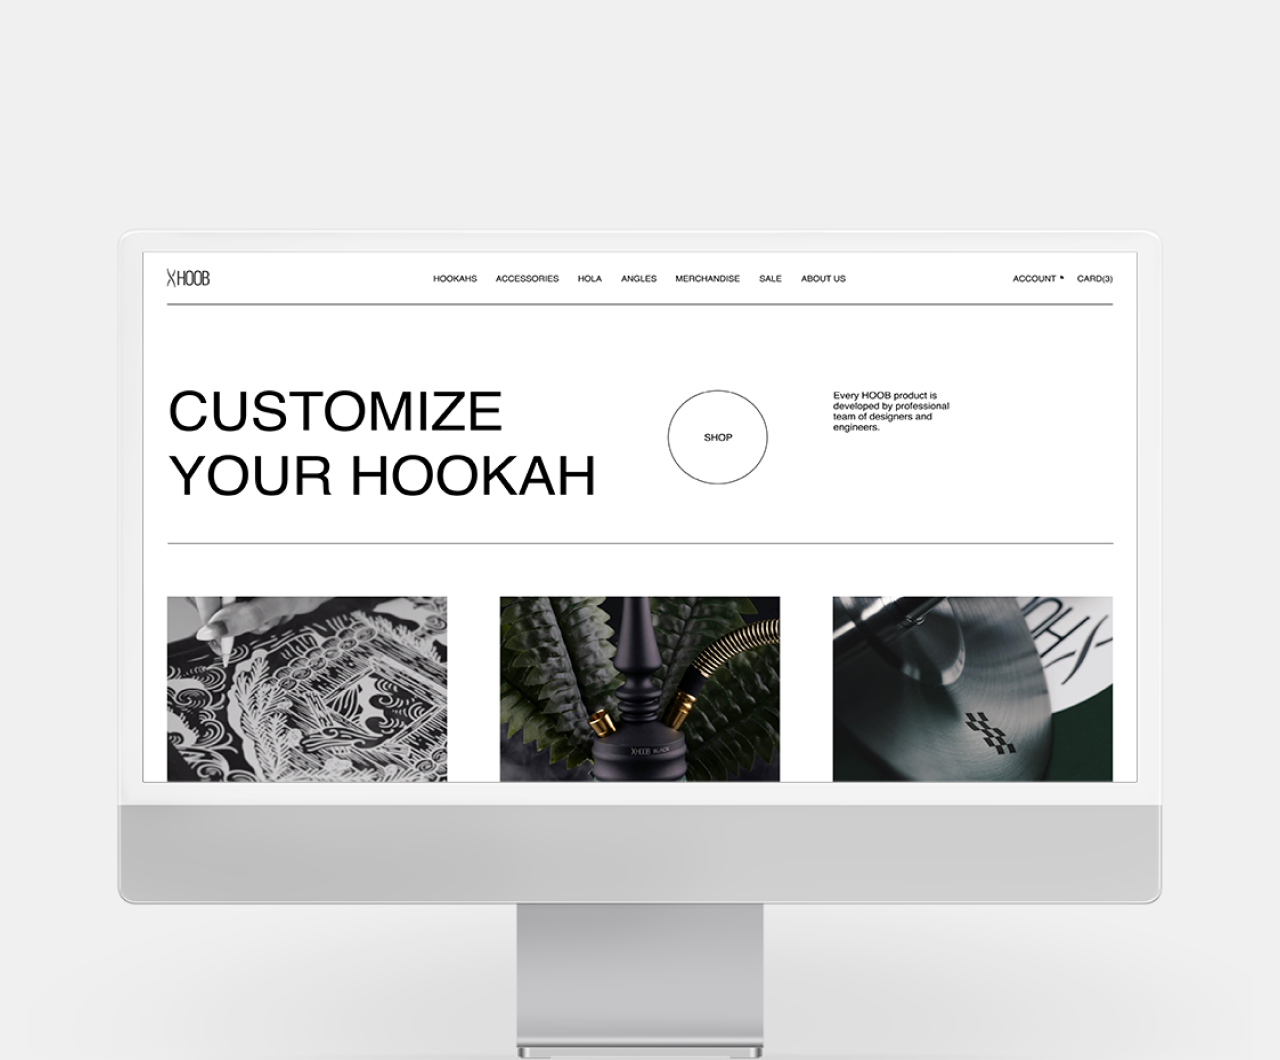 XHOOB
HOOKAHS ACCESSORIES HOLA ANGLES MERCHANDISE SALE ABOUT US
ACCOUNT CARD(3)
CUSTOMIZE
YOUR HOOKAH
SHOP
Every HOOB product is
developed by professional
team of designers and
engineers.
XHOOB BLACK
XHO